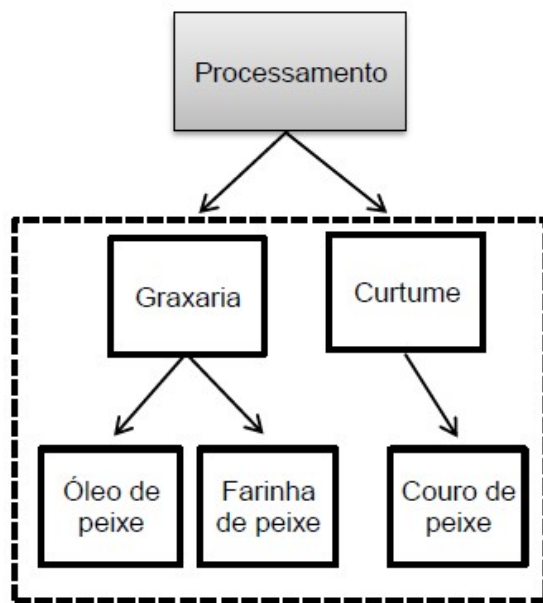 Processamento
Graxaria
Curtume
Óleo de
peixe
Farinha
de peixe
Couro de
peixe